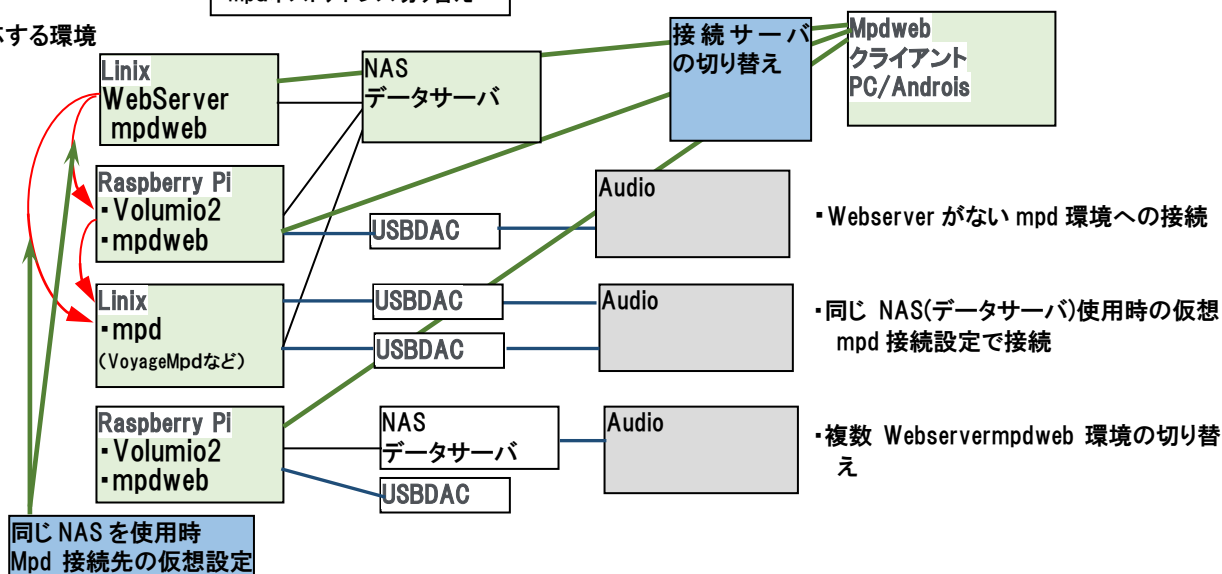 する環境
Linix
WebServer
mpdweb
NAS
データサーバ
接続サーバ
の切り替え
Mpdweb
クライアント
PC/Androis
Raspberry Pi
・Volumio2
・mpdweb
USBDAC
Audio
・Webserver がない mpd 環境への接続
Linix
・mpd
(VoyageMpdなど)
USBDAC
USBDAC
Audio
・同じ NAS(データサーバ)使用時の仮想
mpd 接続設定で接続
Raspberry Pi
・Volumio2
・mpdweb
NAS
データサーバ
USBDAC
Audio
・複数 Webservermpdweb 環境の切り替
え
同じ NAS を使用時
Mpd 接続先の仮想設定